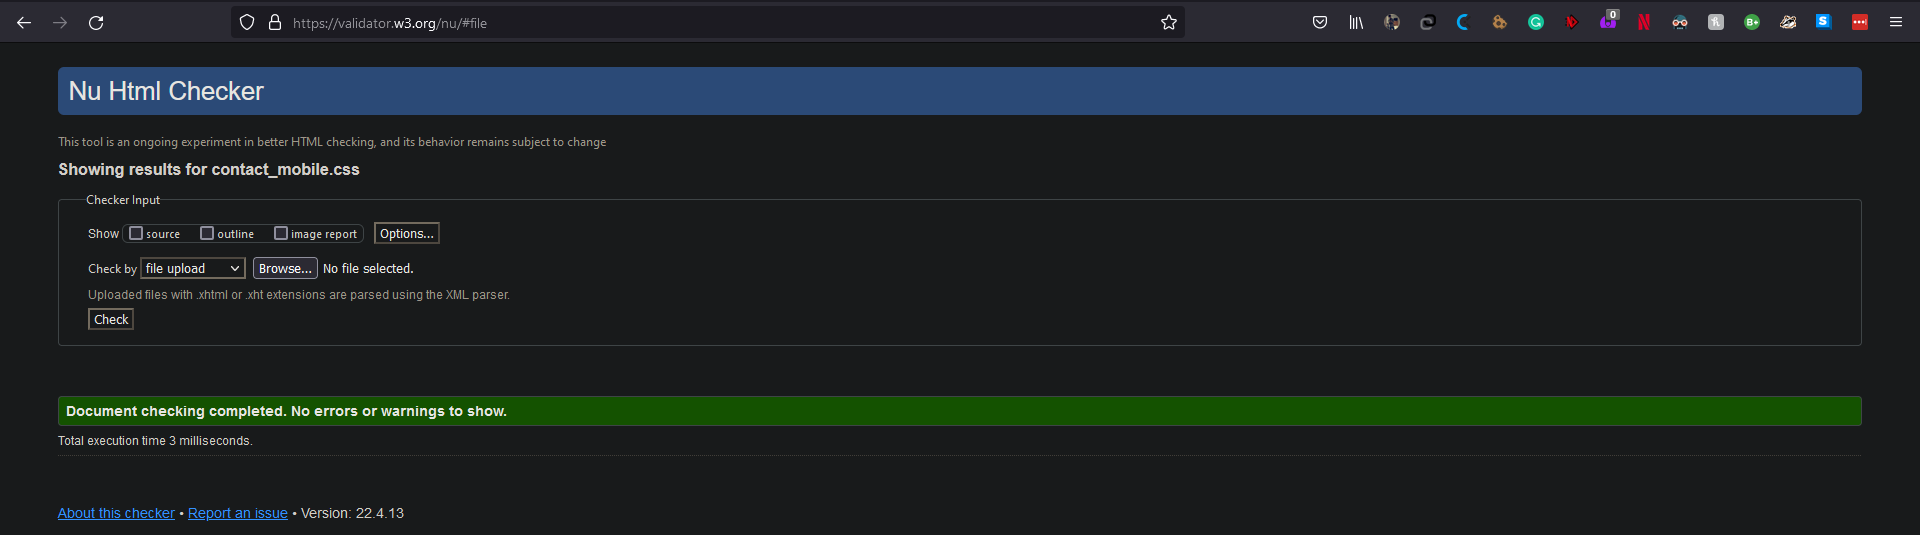 https://validator.w3.org/nu/#file
0
Nu Html Checker
This tool is an ongoing experiment in better HTML checking, and its behavior remains subject to change
Showing results for contact_mobile.css
Checker Input
Show source outline image report Options...
Check by file upload Browse... No file selected.
Uploaded files with .xhtml or .xht extensions are parsed using the XML parser.
Check
Document checking completed. No errors or warnings to show.
Total execution time 3 milliseconds.
About this checker • Report an issue • Version: 22.4.13